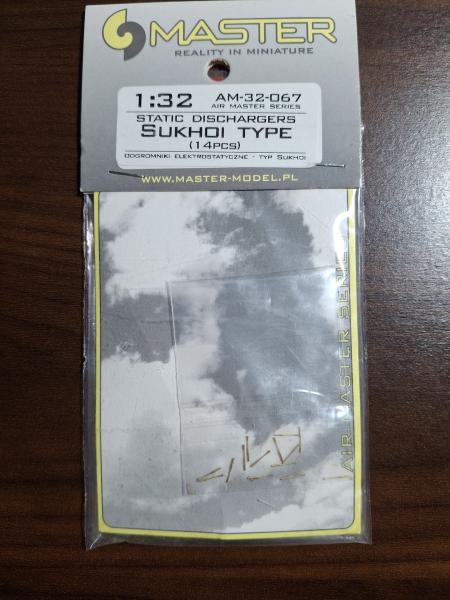 MASTER
REALITY IN MINIATURE
1:32 AM-32-067
AIR MASTER SERIES
STATIC DISCHARGERS
SUKHOI TYPE
(14PCS)
ODGROMNIKI ELEKTROSTATYCZNE - TYP SUKHOI
WWW.MASTER-MODEL.PL
AIR MASTER SERIES